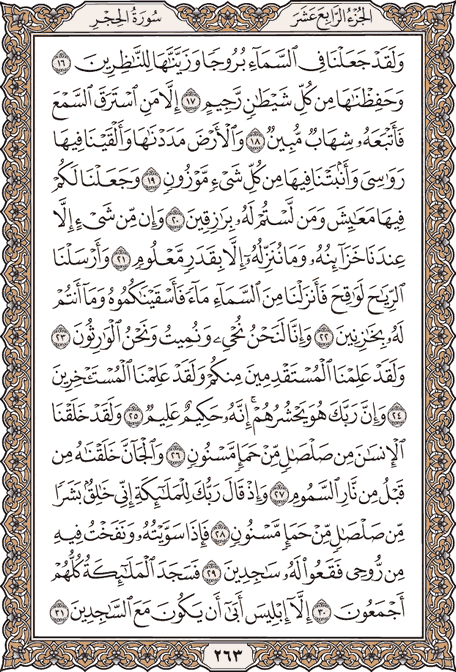 الجزء الرابع عشر
سورة الحجر
وَلَقَدْ جَعَلْنَا فِي السَّمَاءِ بُرُوجًا وَزَيَّنَّاهَا لِلنَّاظِرِينَ ١٦
وَحَفِظْنَاهَا مِن كُلِّ شَيْطَانٍ رَّجِيمٍ ١٧ إِلَّا مَنِ اسْتَرَقَ السَّمْعَ
فَأَتْبَعَهُ شِهَابٌ مُّبِينٌ ١٨ وَالْأَرْضَ مَدَدْنَاهَا وَأَلْقَيْنَا فِيهَا
رَوَاسِيَ وَأَنبَتْنَا فِيهَا مِن كُلِّ شَيْءٍ مَّوْزُونٍ ١٩ وَجَعَلْنَا لَكُمْ
فِيهَا مَعَايِشَ وَمَن لَّسْتُمْ لَهُ بِرَازِقِينَ ٢٠ وَإِن مِّن شَيْءٍ إِلَّا
عِندَنَا خَزَائِنُهُ وَمَا نُنَزِّلُهُ إِلَّا بِقَدَرٍ مَّعْلُومٍ ٢١ وَأَرْسَلْنَا
الرِّيَاحَ لَوَاقِحَ فَأَنزَلْنَا مِنَ السَّمَاءِ مَاءً فَأَسْقَيْنَاكُمُوهُ وَمَا أَنتُمْ
لَهُ بِخَازِنِينَ ٢٢ وَإِنَّا لَنَحْنُ نُحْيِي وَنُمِيتُ وَنَحْنُ الْوَارِثُونَ ٢٣
وَلَقَدْ عَلِمْنَا الْمُسْتَقْدِمِينَ مِنكُمْ وَلَقَدْ عَلِمْنَا الْمُسْتَأْخِرِينَ
٢٤ وَإِنَّ رَبَّكَ هُوَ يَحْشُرُهُمْ ۚ إِنَّهُ حَكِيمٌ عَلِيمٌ ٢٥ وَلَقَدْ خَلَقْنَا
الْإِنسَانَ مِن صَلْصَالٍ مِّنْ حَمَإٍ مَّسْنُونٍ ٢٦ وَالْجَانَّ خَلَقْنَاهُ مِن
قَبْلُ مِن نَّارِ السَّمُومِ ٢٧ وَإِذْ قَالَ رَبُّكَ لِلْمَلَائِكَةِ إِنِّي خَالِقٌ بَشَرًا
مِّن صَلْصَالٍ مِّنْ حَمَإٍ مَّسْنُونٍ ٢٨ فَإِذَا سَوَّيْتُهُ وَنَفَخْتُ فِيهِ
مِن رُّوحِي فَقَعُوا لَهُ سَاجِدِينَ ٢٩ فَسَجَدَ الْمَلَائِكَةُ كُلُّهُمْ
أَجْمَعُونَ ٣٠ إِلَّا إِبْلِيسَ أَبَىٰ أَن يَكُونَ مَعَ السَّاجِدِينَ ٣١
٢٦٣